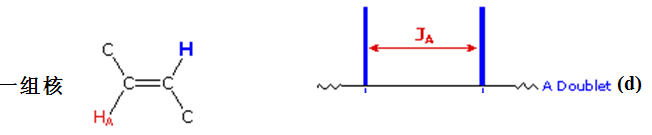 C H J_A
一组核 A Doublet (d)
H_A C